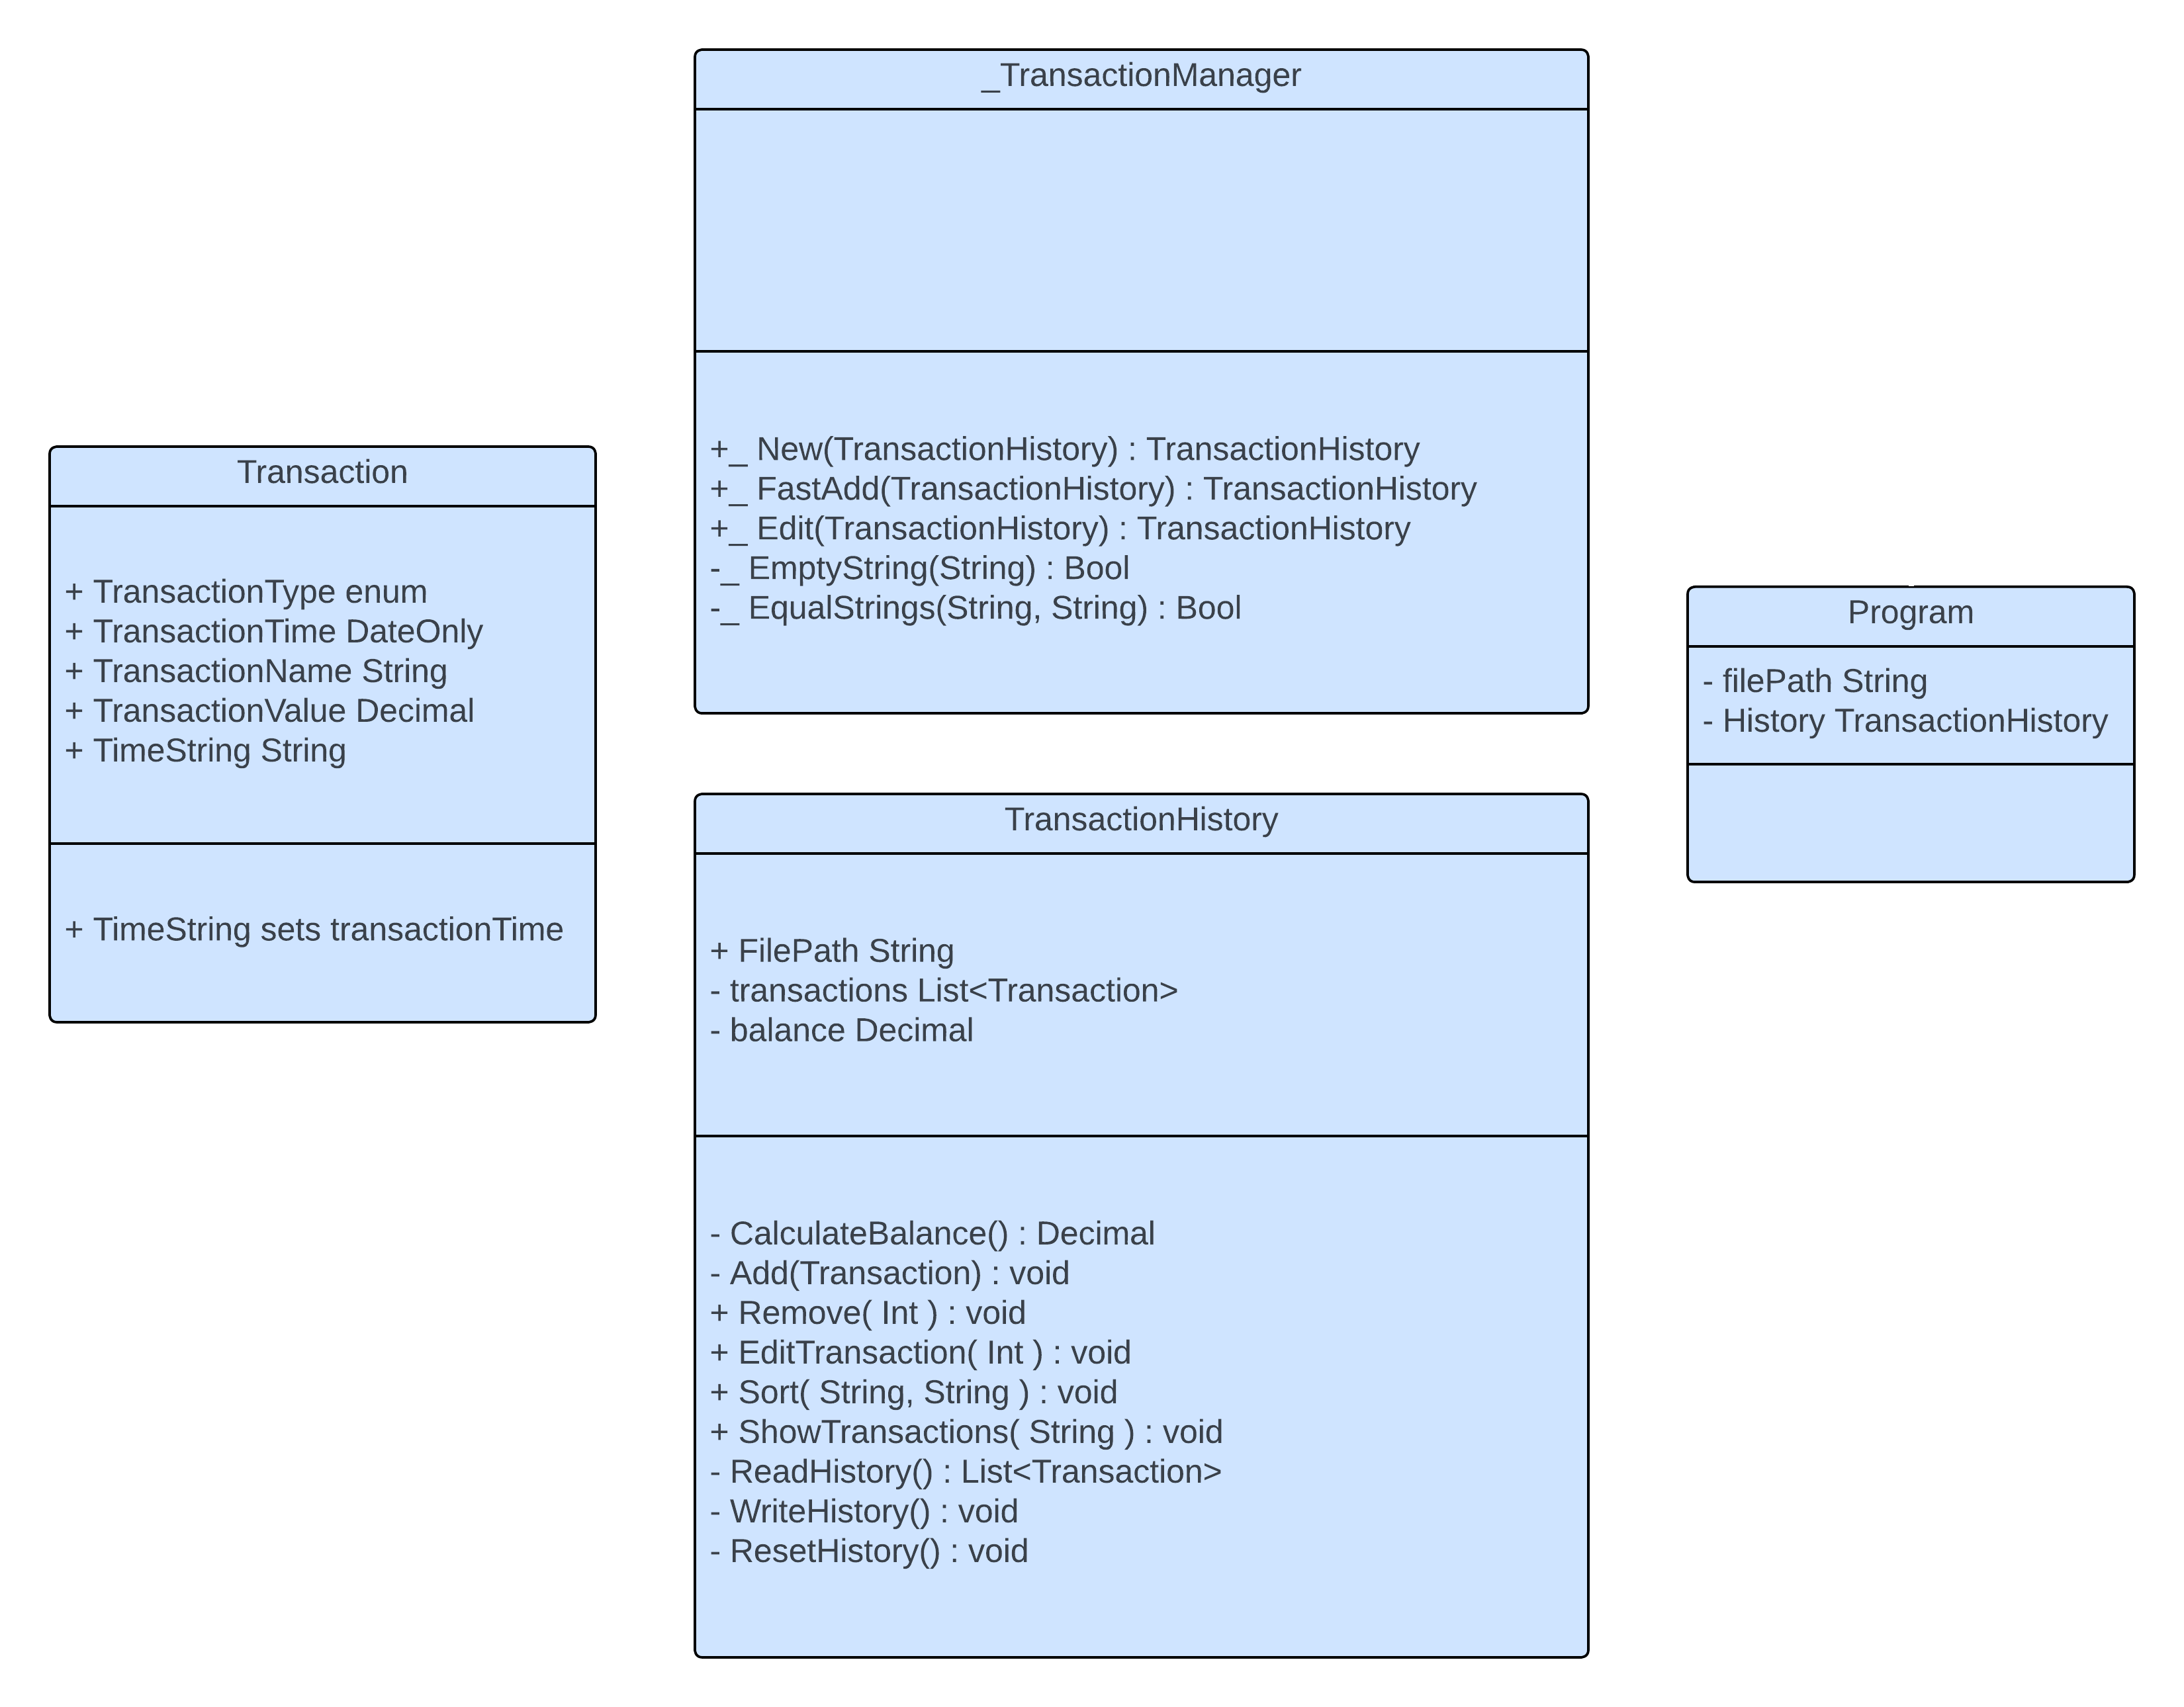 _TransactionManager
+_ New(TransactionHistory) : TransactionHistory
+_ FastAdd(TransactionHistory) : TransactionHistory
+_ Edit(TransactionHistory) : TransactionHistory
-_ EmptyString(String) : Bool
-_ EqualStrings(String, String) : Bool
Transaction
+ TransactionType enum
+ TransactionTime DateOnly
+ TransactionName String
+ TransactionValue Decimal
+ TimeString String
+ TimeString sets transactionTime
Program
- filePath String
- History TransactionHistory
TransactionHistory
+ FilePath String
- transactions List<Transaction>
- balance Decimal
- CalculateBalance() : Decimal
- Add(Transaction) : void
+ Remove( Int ) : void
+ EditTransaction( Int ) : void
+ Sort( String, String ) : void
+ ShowTransactions( String ) : void
- ReadHistory() : List<Transaction>
- WriteHistory() : void
- ResetHistory() : void